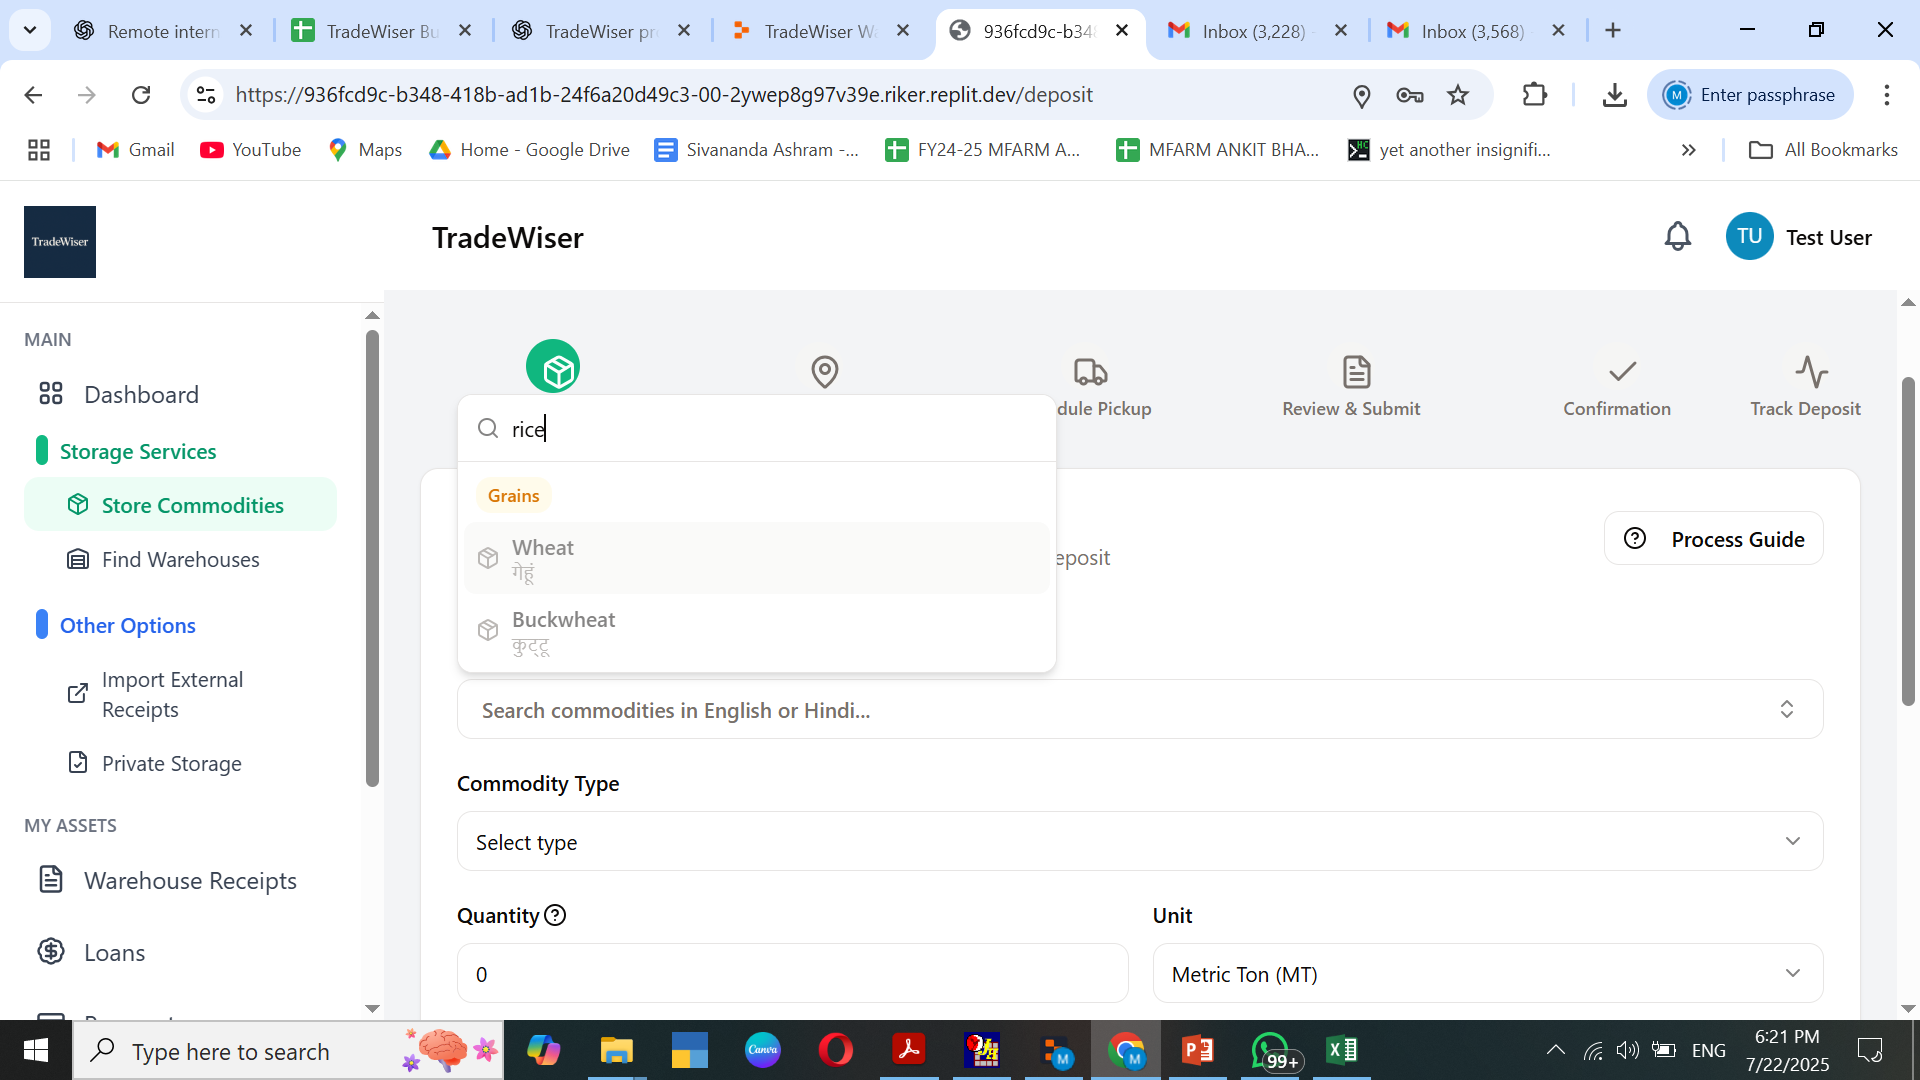 Remote intern
TradeWiser Bu
TradeWiser pr
TradeWiser Wa
936fcd9c-b348
Inbox (3,228) -
Inbox (3,568) -
https://936fcd9c-b348-418b-ad1b-24f6a20d49c3-00-2ywep8g97v39e.riker.replit.dev/deposit
M
Enter passphrase
Gmail
YouTube
Maps
Home - Google Drive
Sivananda Ashram -...
FY24-25 MFARM A...
MFARM ANKIT BHA...
HC
yet another insignifi...
»
All Bookmarks
TradeWiser
TradeWiser
TU
Test User
MAIN
Dashboard
Storage Services
Store Commodities
Find Warehouses
Other Options
Import External
Receipts
Private Storage
MY ASSETS
Warehouse Receipts
Loans
dule Pickup
Review & Submit
Confirmation
Track Deposit
rice
Grains
Wheat
गेहूं
Buckwheat
कुट्टू
eposit
Process Guide
Search commodities in English or Hindi...
Commodity Type
Select type
Quantity
Unit
0
Metric Ton (MT)
Type here to search
Canva
M
M
99+
ENG
6:21 PM
7/22/2025